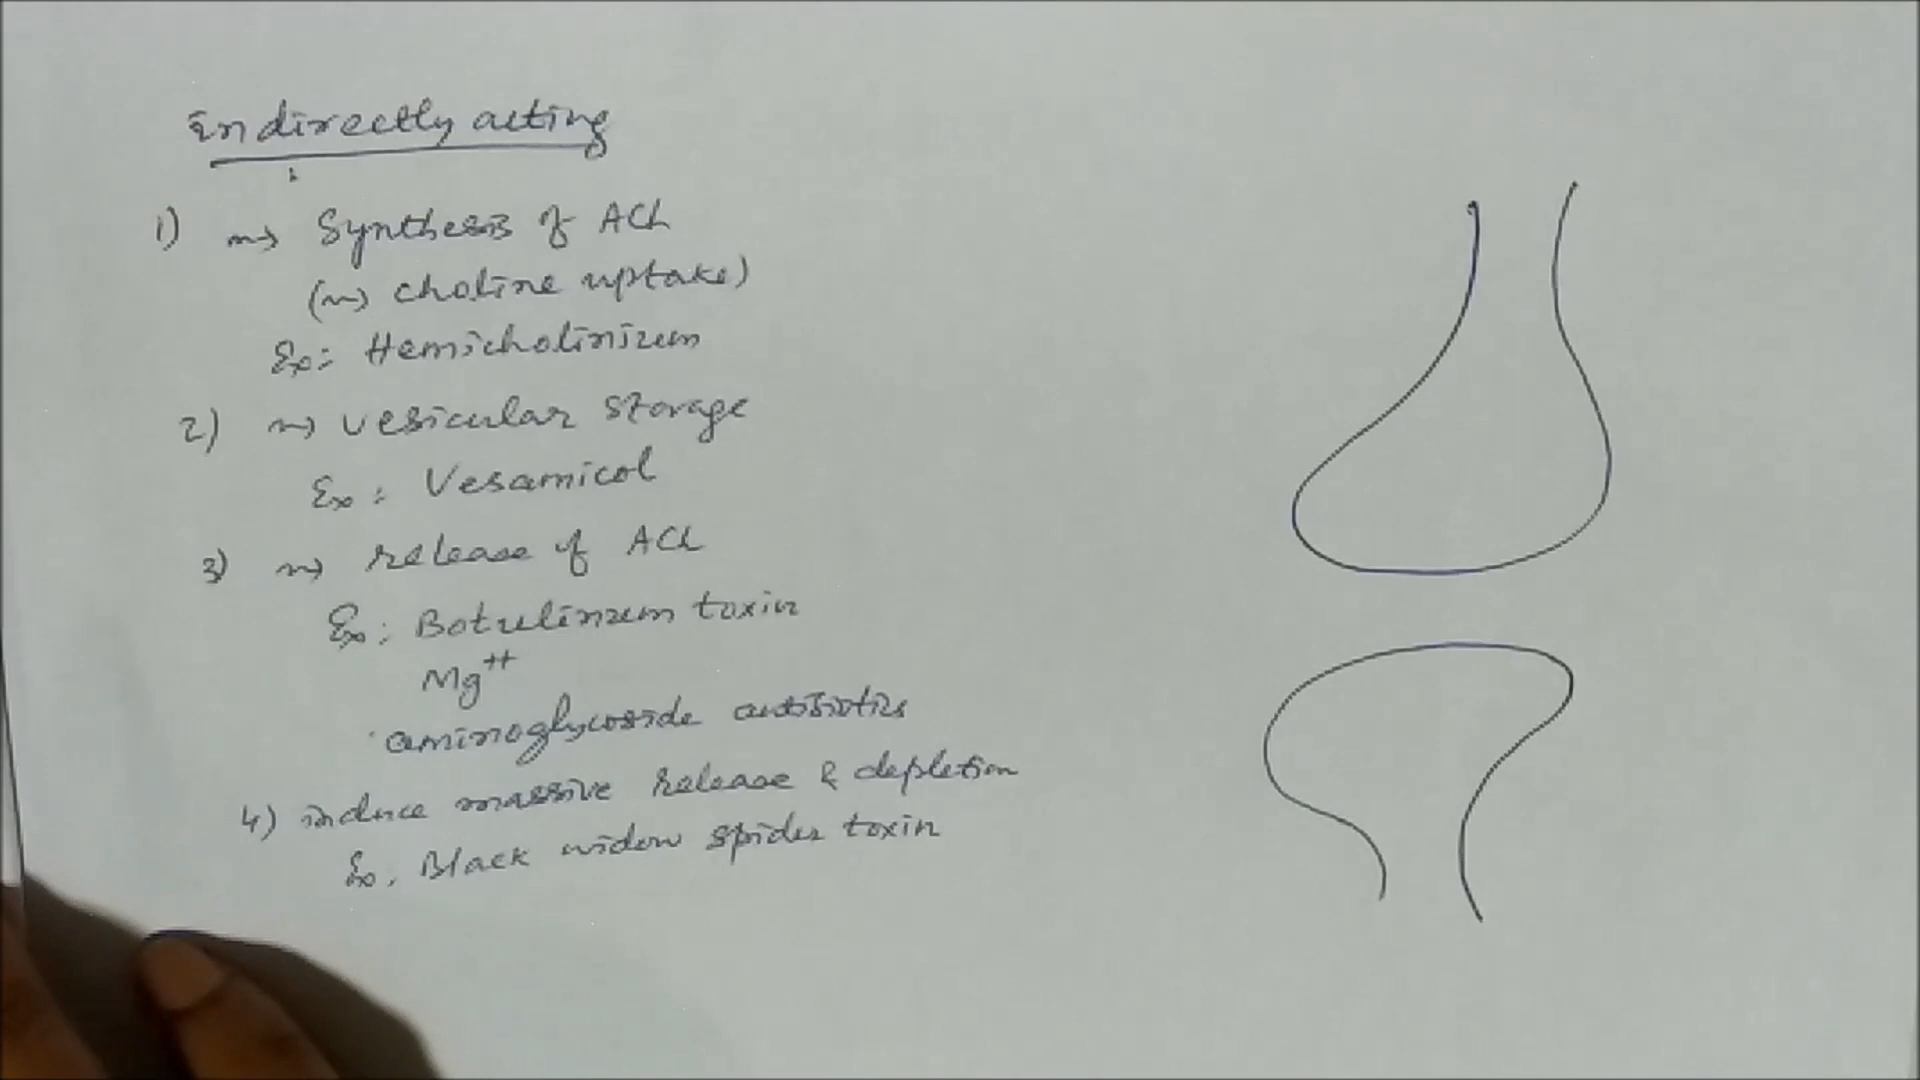 indirectly acting
1) → Synthesis of ACh
(→ choline uptake)
Ex: Hemicholinium
2) → vesicular storage
Ex: Vesamicol
3) → release of ACh
Ex: Botulinum toxin
Mg++
aminoglycoside antibiotics
4) induce massive release & depletion
Ex. Black widow spider toxin